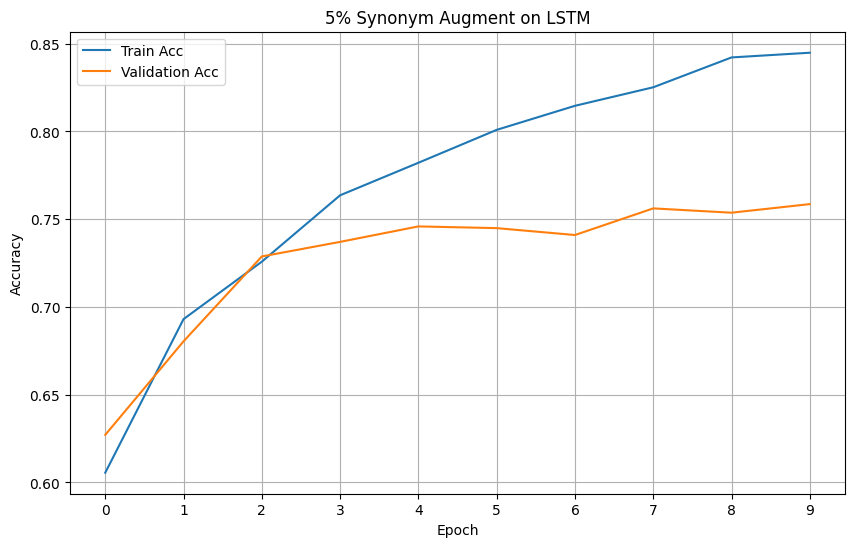 5% Synonym Augment on LSTM
Train Acc
Validation Acc
0.85
0.80
0.75
0.70
0.65
0.60
Accuracy
0 1 2 3 4 5 6 7 8 9
Epoch